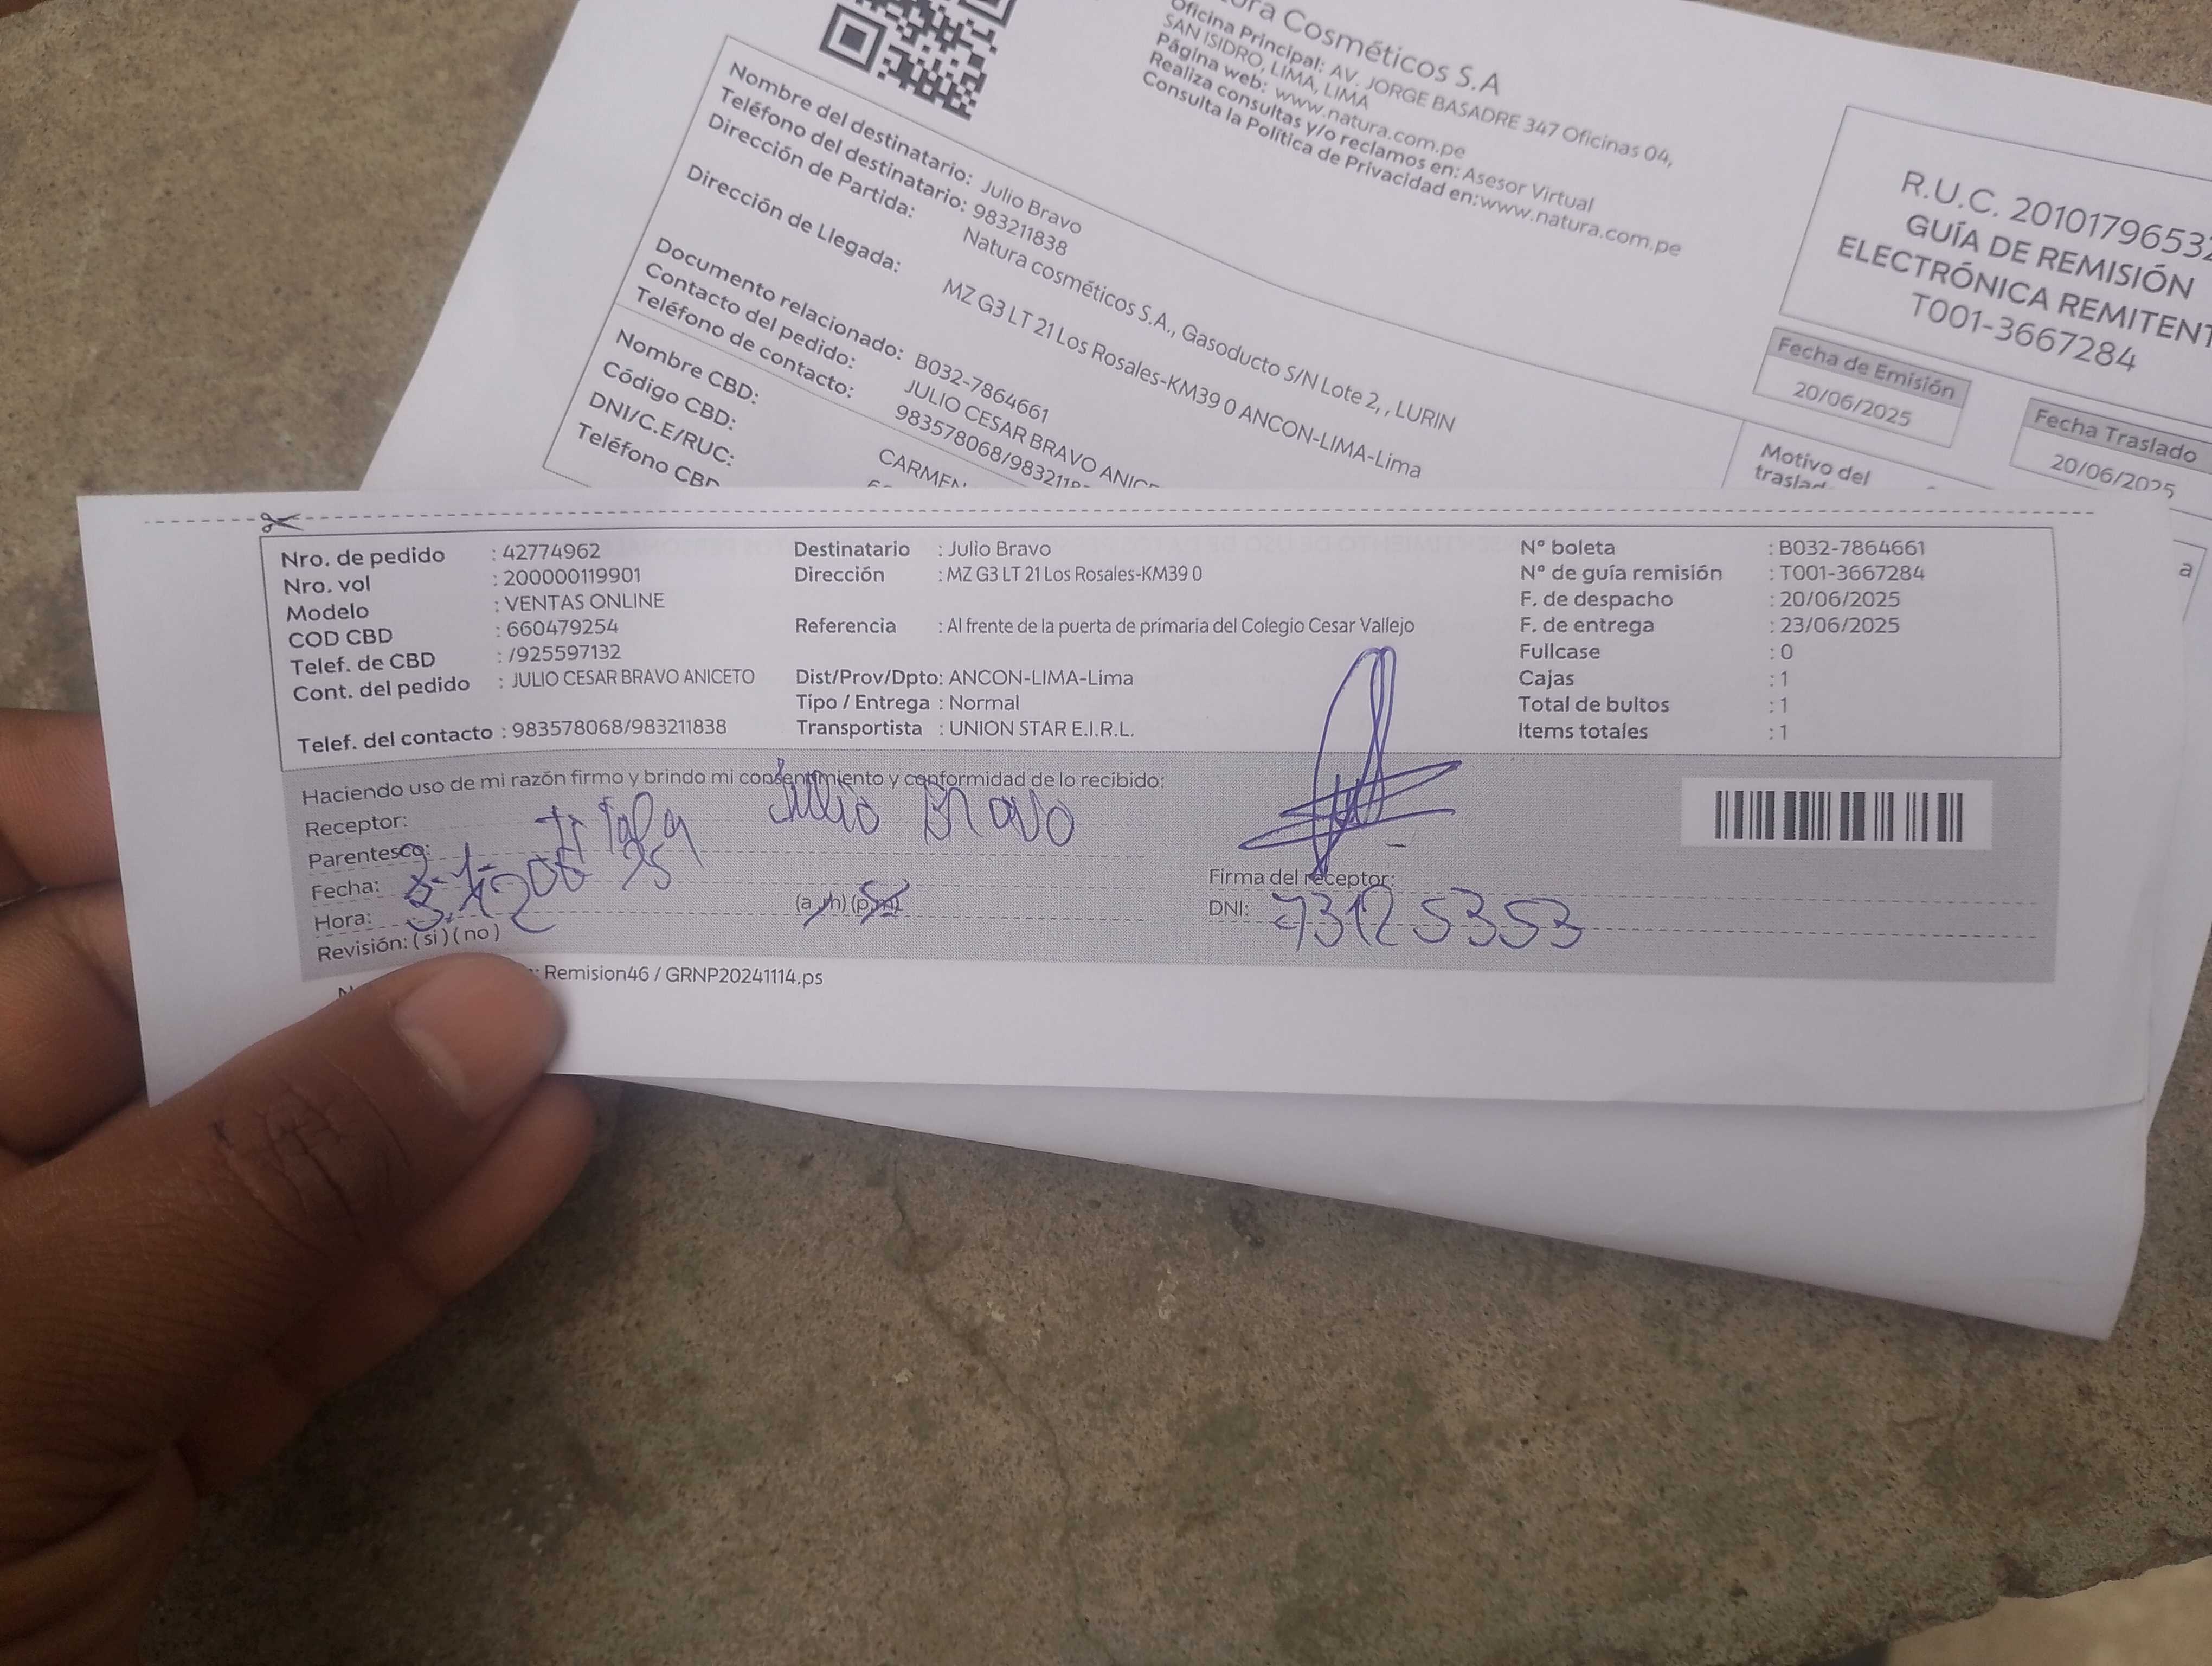 Cosméticos S.A
Oficina Principal: AV. JORGE BASADRE 347 Oficinas 04,
SAN ISIDRO, LIMA, LIMA
Página web: www.natura.com.pe
Realiza consultas y/o reclamos en: Asesor Virtual
Consulta la Política de Privacidad en:www.natura.com.pe
R.U.C. 2010179653
GUÍA DE REMISIÓN
ELECTRÓNICA REMITENT
T001-3667284
Fecha de Emisión
20/06/2025
Fecha Traslado
20/06/2025
Motivo del
Nombre del destinatario: Julio Bravo
Teléfono del destinatario: 983211838
Dirección de Partida: Natura cosméticos S.A., Gasoducto S/N Lote 2, , LURIN
Dirección de Llegada: MZ G3 LT 21 Los Rosales-KM39 0 ANCON-LIMA-Lima
Documento relacionado: B032-7864661
Contacto del pedido: JULIO CESAR BRAVO ANICE
Teléfono de contacto: 983578068/9832118
Nombre CBD: CARMEN
Código CBD:
DNI/C.E/RUC:
Teléfono CBD
Nro. de pedido : 42774962
Nro. vol : 200000119901
Modelo : VENTAS ONLINE
COD CBD : 660479254
Telef. de CBD : /925597132
Cont. del pedido : JULIO CESAR BRAVO ANICETO
Telef. del contacto : 983578068/983211838
Destinatario : Julio Bravo
Dirección : MZ G3 LT 21 Los Rosales-KM39 0
Referencia : Al frente de la puerta de primaria del Colegio Cesar Vallejo
Dist/Prov/Dpto: ANCON-LIMA-Lima
Tipo / Entrega : Normal
Transportista : UNION STAR E.I.R.L.
N° boleta : B032-7864661
N° de guía remisión : T001-3667284
F. de despacho : 20/06/2025
F. de entrega : 23/06/2025
Fullcase : 0
Cajas : 1
Total de bultos : 1
Items totales : 1
Haciendo uso de mi razón firmo y brindo mi consentimiento y conformidad de lo recibido:
Receptor: Julio Bravo
Parentesco:
Fecha:
Hora: (a.m) (p.m)
Revisión: ( si ) ( no )
Firma del receptor:
DNI: 73125353
Remision46 / GRNP20241114.ps